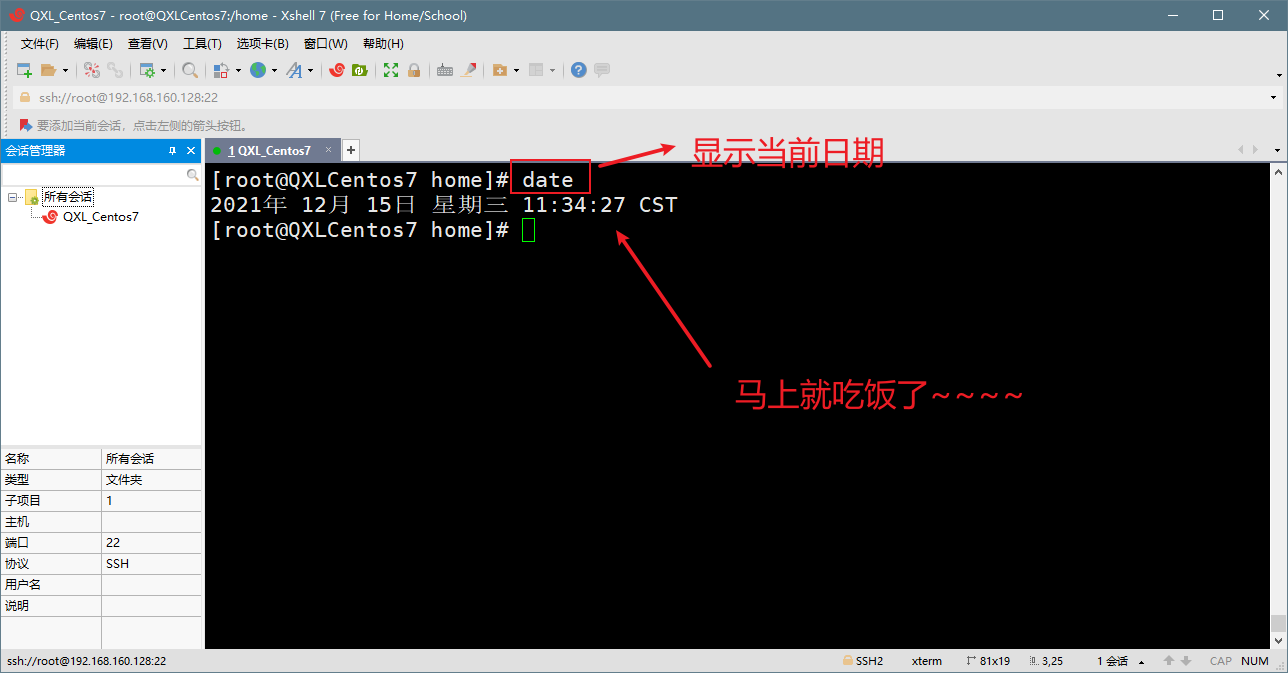 QXL_Centos7 - root@QXLCentos7:/home - Xshell 7 (Free for Home/School)
文件(F) 编辑(E) 查看(V) 工具(T) 选项卡(B) 窗口(W) 帮助(H)
ssh://root@192.168.160.128:22
要添加当前会话，点击左侧的箭头按钮。
会话管理器
1 QXL_Centos7
显示当前日期
所有会话
QXL_Centos7
[root@QXLCentos7 home]# date
2021年 12月 15日 星期三 11:34:27 CST
[root@QXLCentos7 home]#
马上就吃饭了~~~~
名称 所有会话
类型 文件夹
子项目 1
主机
端口 22
协议 SSH
用户名
说明
ssh://root@192.168.160.128:22 SSH2 xterm 81x19 3,25 1 会话 CAP NUM